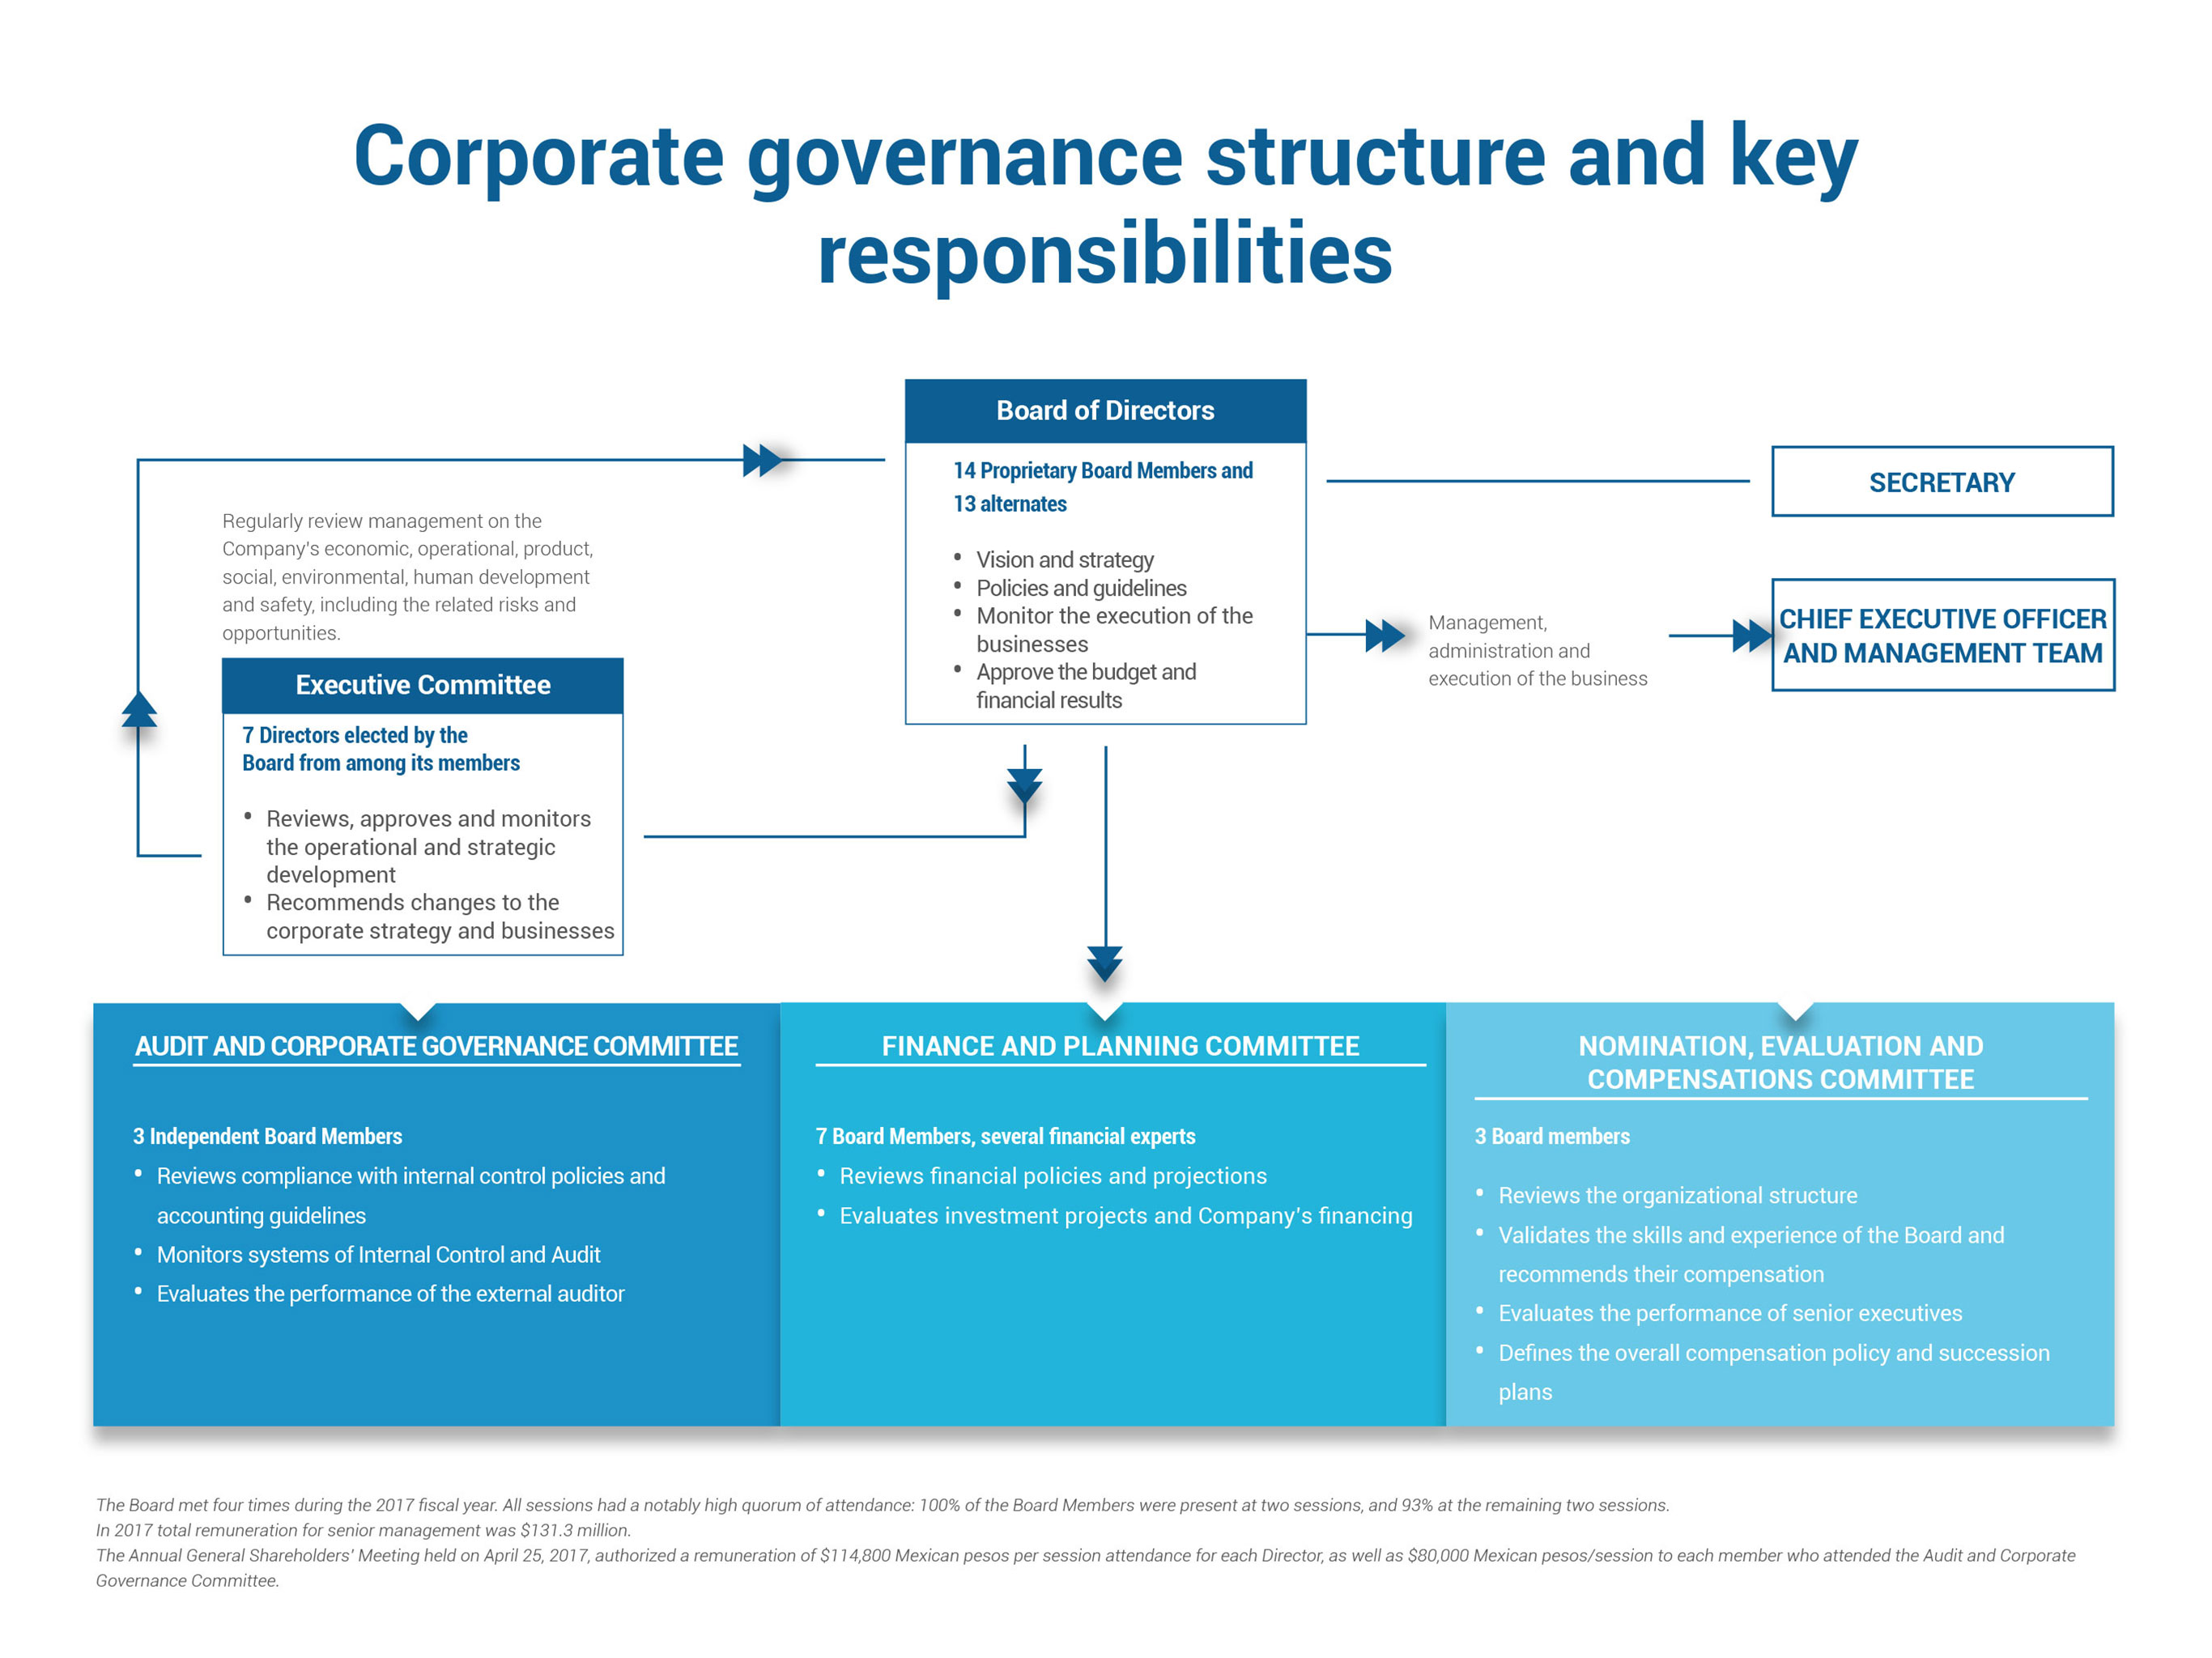 Corporate governance structure and key
responsibilities
Board of Directors
14 Proprietary Board Members and
13 alternates
• Vision and strategy
• Policies and guidelines
• Monitor the execution of the
businesses
• Approve the budget and
financial results
SECRETARY
Management,
administration and
execution of the business
CHIEF EXECUTIVE OFFICER
AND MANAGEMENT TEAM
Regularly review management on the
Company's economic, operational, product,
social, environmental, human development
and safety, including the related risks and
opportunities.
Executive Committee
7 Directors elected by the
Board from among its members
• Reviews, approves and monitors
the operational and strategic
development
• Recommends changes to the
corporate strategy and businesses
AUDIT AND CORPORATE GOVERNANCE COMMITTEE
3 Independent Board Members
• Reviews compliance with internal control policies and
accounting guidelines
• Monitors systems of Internal Control and Audit
• Evaluates the performance of the external auditor
FINANCE AND PLANNING COMMITTEE
7 Board Members, several financial experts
• Reviews financial policies and projections
• Evaluates investment projects and Company's financing
NOMINATION, EVALUATION AND
COMPENSATIONS COMMITTEE
3 Board members
• Reviews the organizational structure
• Validates the skills and experience of the Board and
recommends their compensation
• Evaluates the performance of senior executives
• Defines the overall compensation policy and succession
plans
The Board met four times during the 2017 fiscal year. All sessions had a notably high quorum of attendance: 100% of the Board Members were present at two sessions, and 93% at the remaining two sessions.
In 2017 total remuneration for senior management was $131.3 million.
The Annual General Shareholders' Meeting held on April 25, 2017, authorized a remuneration of $114,800 Mexican pesos per session attendance for each Director, as well as $80,000 Mexican pesos/session to each member who attended the Audit and Corporate
Governance Committee.